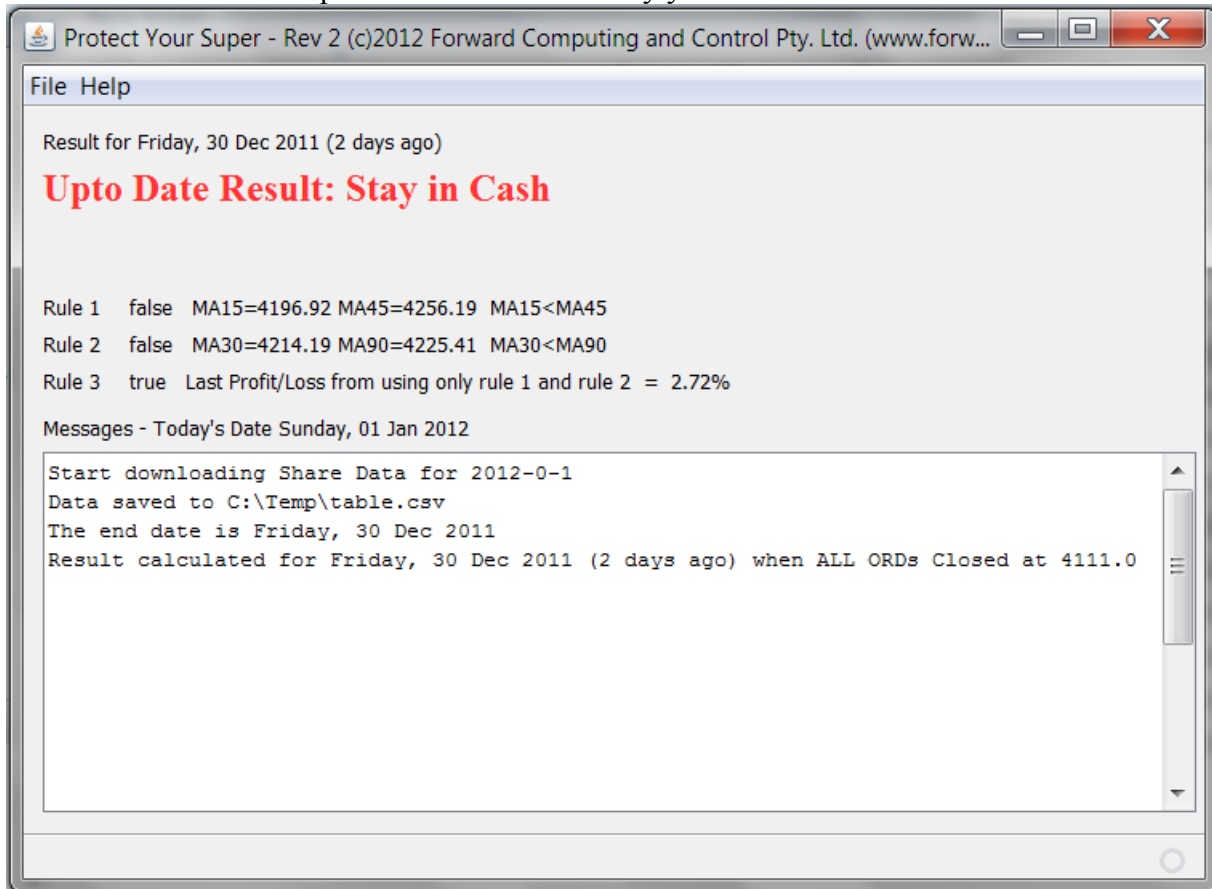 Protect Your Super - Rev 2 (c)2012 Forward Computing and Control Pty. Ltd. (www.forw...
File Help
Result for Friday, 30 Dec 2011 (2 days ago)
Upto Date Result: Stay in Cash
Rule 1 false MA15=4196.92 MA45=4256.19 MA15<MA45
Rule 2 false MA30=4214.19 MA90=4225.41 MA30<MA90
Rule 3 true Last Profit/Loss from using only rule 1 and rule 2 = 2.72%
Messages - Today's Date Sunday, 01 Jan 2012
Start downloading Share Data for 2012-0-1
Data saved to C:\Temp\table.csv
The end date is Friday, 30 Dec 2011
Result calculated for Friday, 30 Dec 2011 (2 days ago) when ALL ORDs Closed at 4111.0